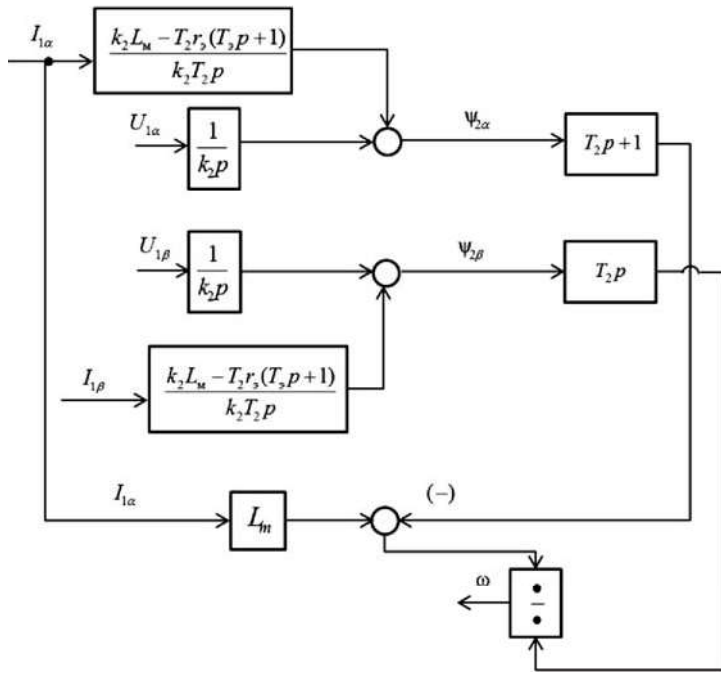 I₁α
k₂Lм − T₂rэ(Tэp + 1)
k₂T₂p
U₁α
1
k₂p
ψ₂α
T₂p + 1
U₁β
1
k₂p
ψ₂β
T₂p
I₁β
k₂Lм − T₂rэ(Tэp + 1)
k₂T₂p
I₁α
Lm
(−)
ω